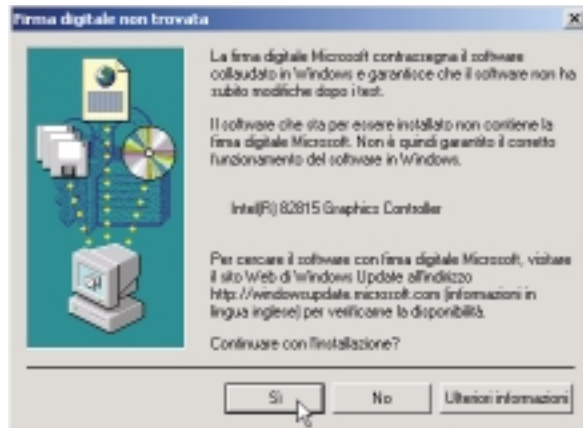 Firma digitale non trovata
La firma digitale Microsoft contrassegna il software
collaudato in Windows e garantisce che il software non ha
subito modifiche dopo i test.
Il software che sta per essere installato non contiene la
firma digitale Microsoft. Non è quindi garantito il corretto
funzionamento del software in Windows.
Intel(R) 82815 Graphics Controller
Per cercare il software con firma digitale Microsoft, visitare
il sito Web di Windows Update all'indirizzo
http://windowsupdate.microsoft.com (informazioni in
lingua inglese) per verificarne la disponibilità.
Continuare con l'installazione?
Sì No Ulteriori informazioni